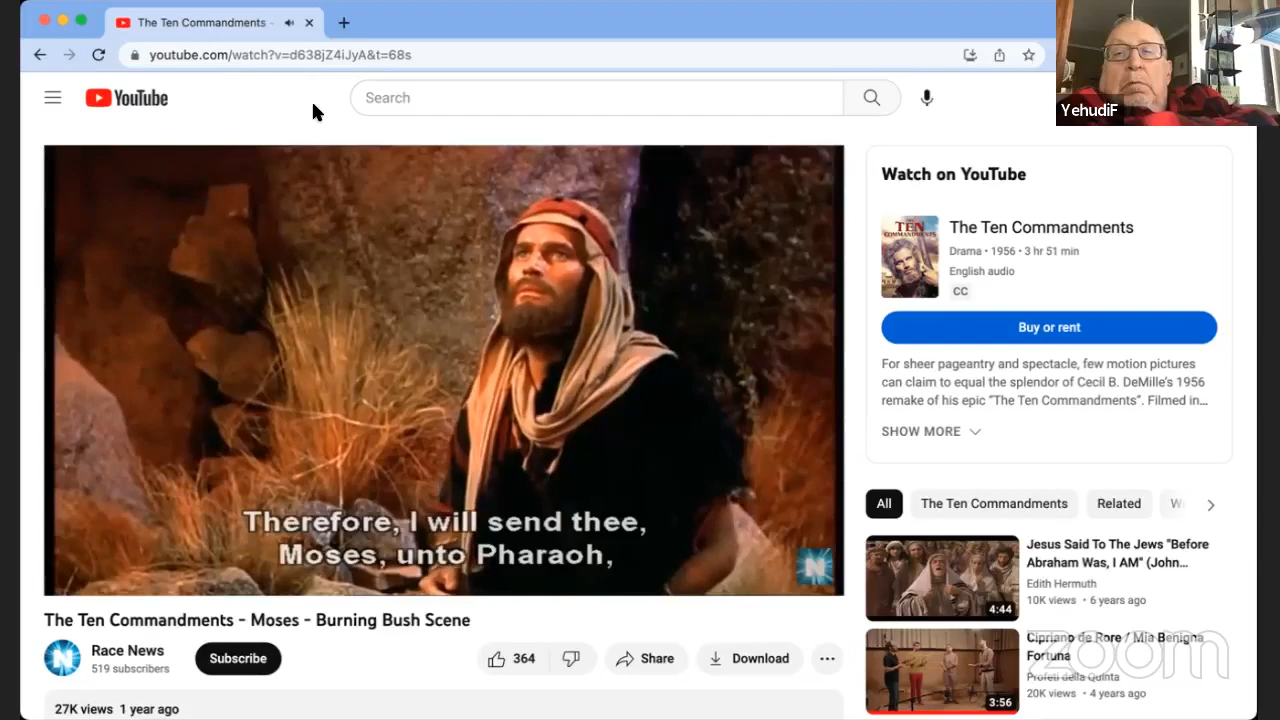 The Ten Commandments -
youtube.com/watch?v=d638jZ4iJyA&t=68s
YouTube
Search
YehudiF
TEN
COMMANDMENTS
N
Therefore, I will send thee,
Moses, unto Pharaoh,
The Ten Commandments - Moses - Burning Bush Scene
N
Race News
519 subscribers
Subscribe
364
Share
Download
27K views 1 year ago
Watch on YouTube
The Ten Commandments
Drama • 1956 • 3 hr 51 min
English audio
CC
Buy or rent
For sheer pageantry and spectacle, few motion pictures
can claim to equal the splendor of Cecil B. DeMille's 1956
remake of his epic "The Ten Commandments". Filmed in...
SHOW MORE
All
The Ten Commandments
Related
Jesus Said To The Jews "Before
Abraham Was, I AM" (John...
Edith Hermuth
10K views • 6 years ago
4:44
Cipriano de Rore / Mia Benigna
Fortuna
Profeti della Quinta
20K views • 4 years ago
3:56
zoom